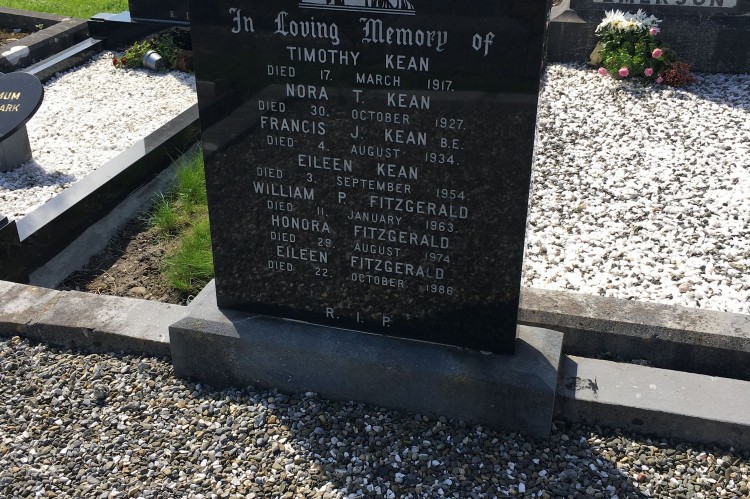 In Loving Memory of
TIMOTHY KEAN
DIED 17. MARCH 1917.
NORA T. KEAN
DIED 30. OCTOBER 1927.
FRANCIS J. KEAN B.E.
DIED 4. AUGUST 1934.
EILEEN KEAN
DIED 3. SEPTEMBER 1954
WILLIAM P. FITZGERALD
DIED 11. JANUARY 1963.
HONORA FITZGERALD
DIED 29. AUGUST 1974
EILEEN FITZGERALD
DIED 22. OCTOBER 1986
R. I. P.
MUM